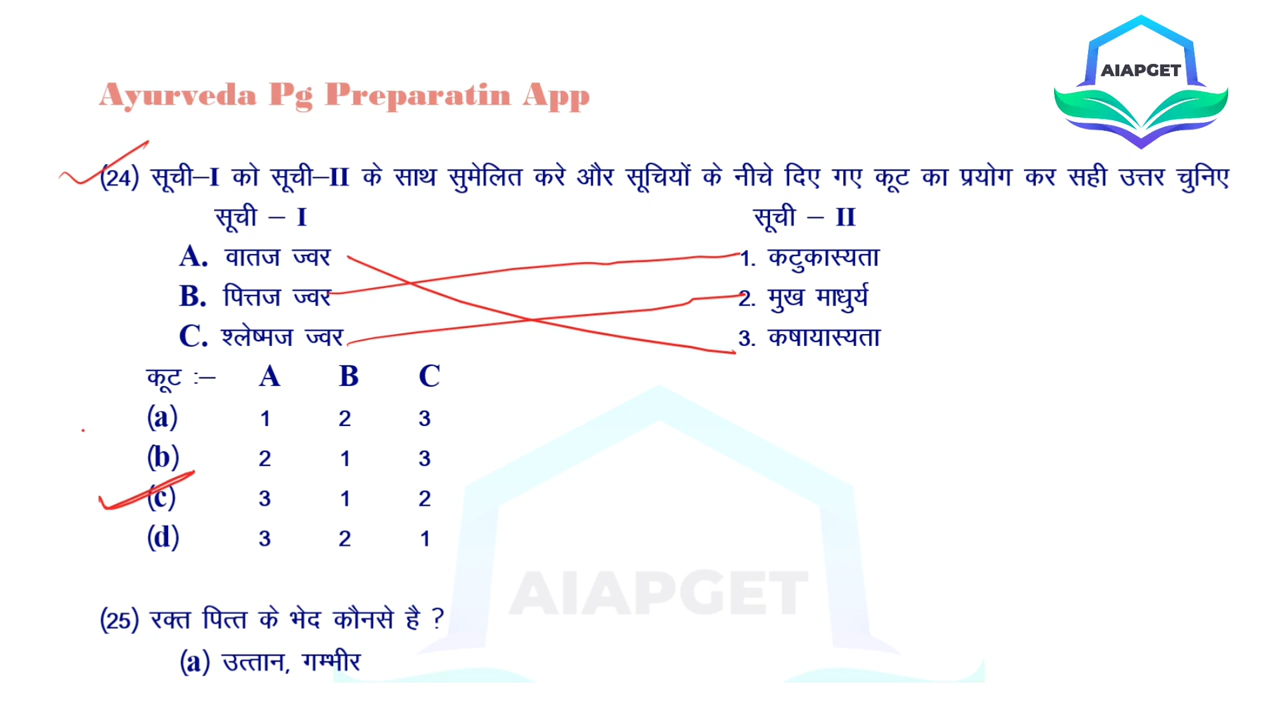 AIAPGET
Ayurveda Pg Preparatin App
(24) सूची–I को सूची–II के साथ सुमेलित करे और सूचियों के नीचे दिए गए कूट का प्रयोग कर सही उत्तर चुनिए
सूची – I सूची – II
A. वातज ज्वर 1. कटुकास्यता
B. पित्तज ज्वर 2. मुख माधुर्य
C. श्लेष्मज ज्वर 3. कषायास्यता
कूट :– A B C
(a) 1 2 3
(b) 2 1 3
(c) 3 1 2
(d) 3 2 1
AIAPGET
(25) रक्त पित्त के भेद कौनसे है ?
(a) उत्तान, गम्भीर